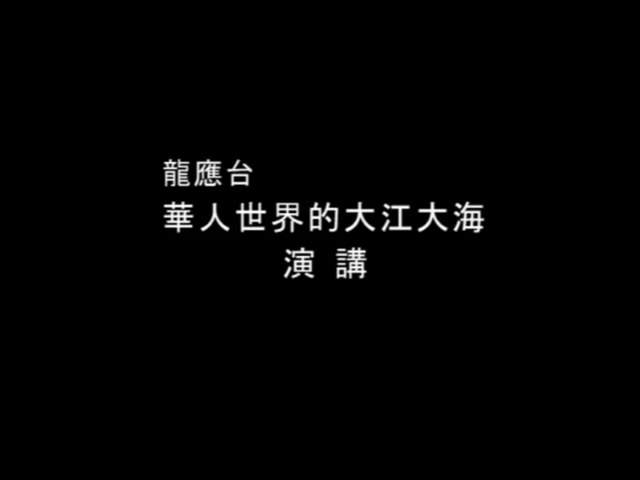 龍應台
華人世界的大江大海
演 講